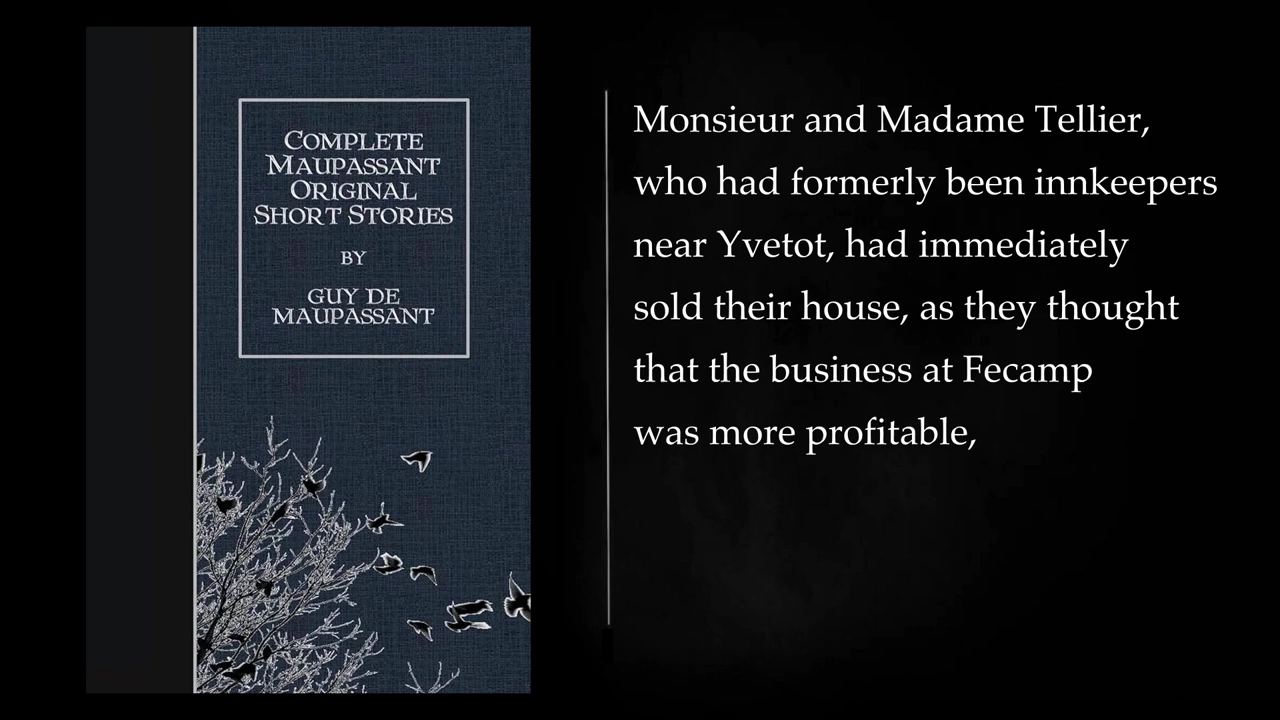 COMPLETE
MAUPASSANT
ORIGINAL
SHORT STORIES
BY
GUY DE
MAUPASSANT
Monsieur and Madame Tellier,
who had formerly been innkeepers
near Yvetot, had immediately
sold their house, as they thought
that the business at Fecamp
was more profitable,